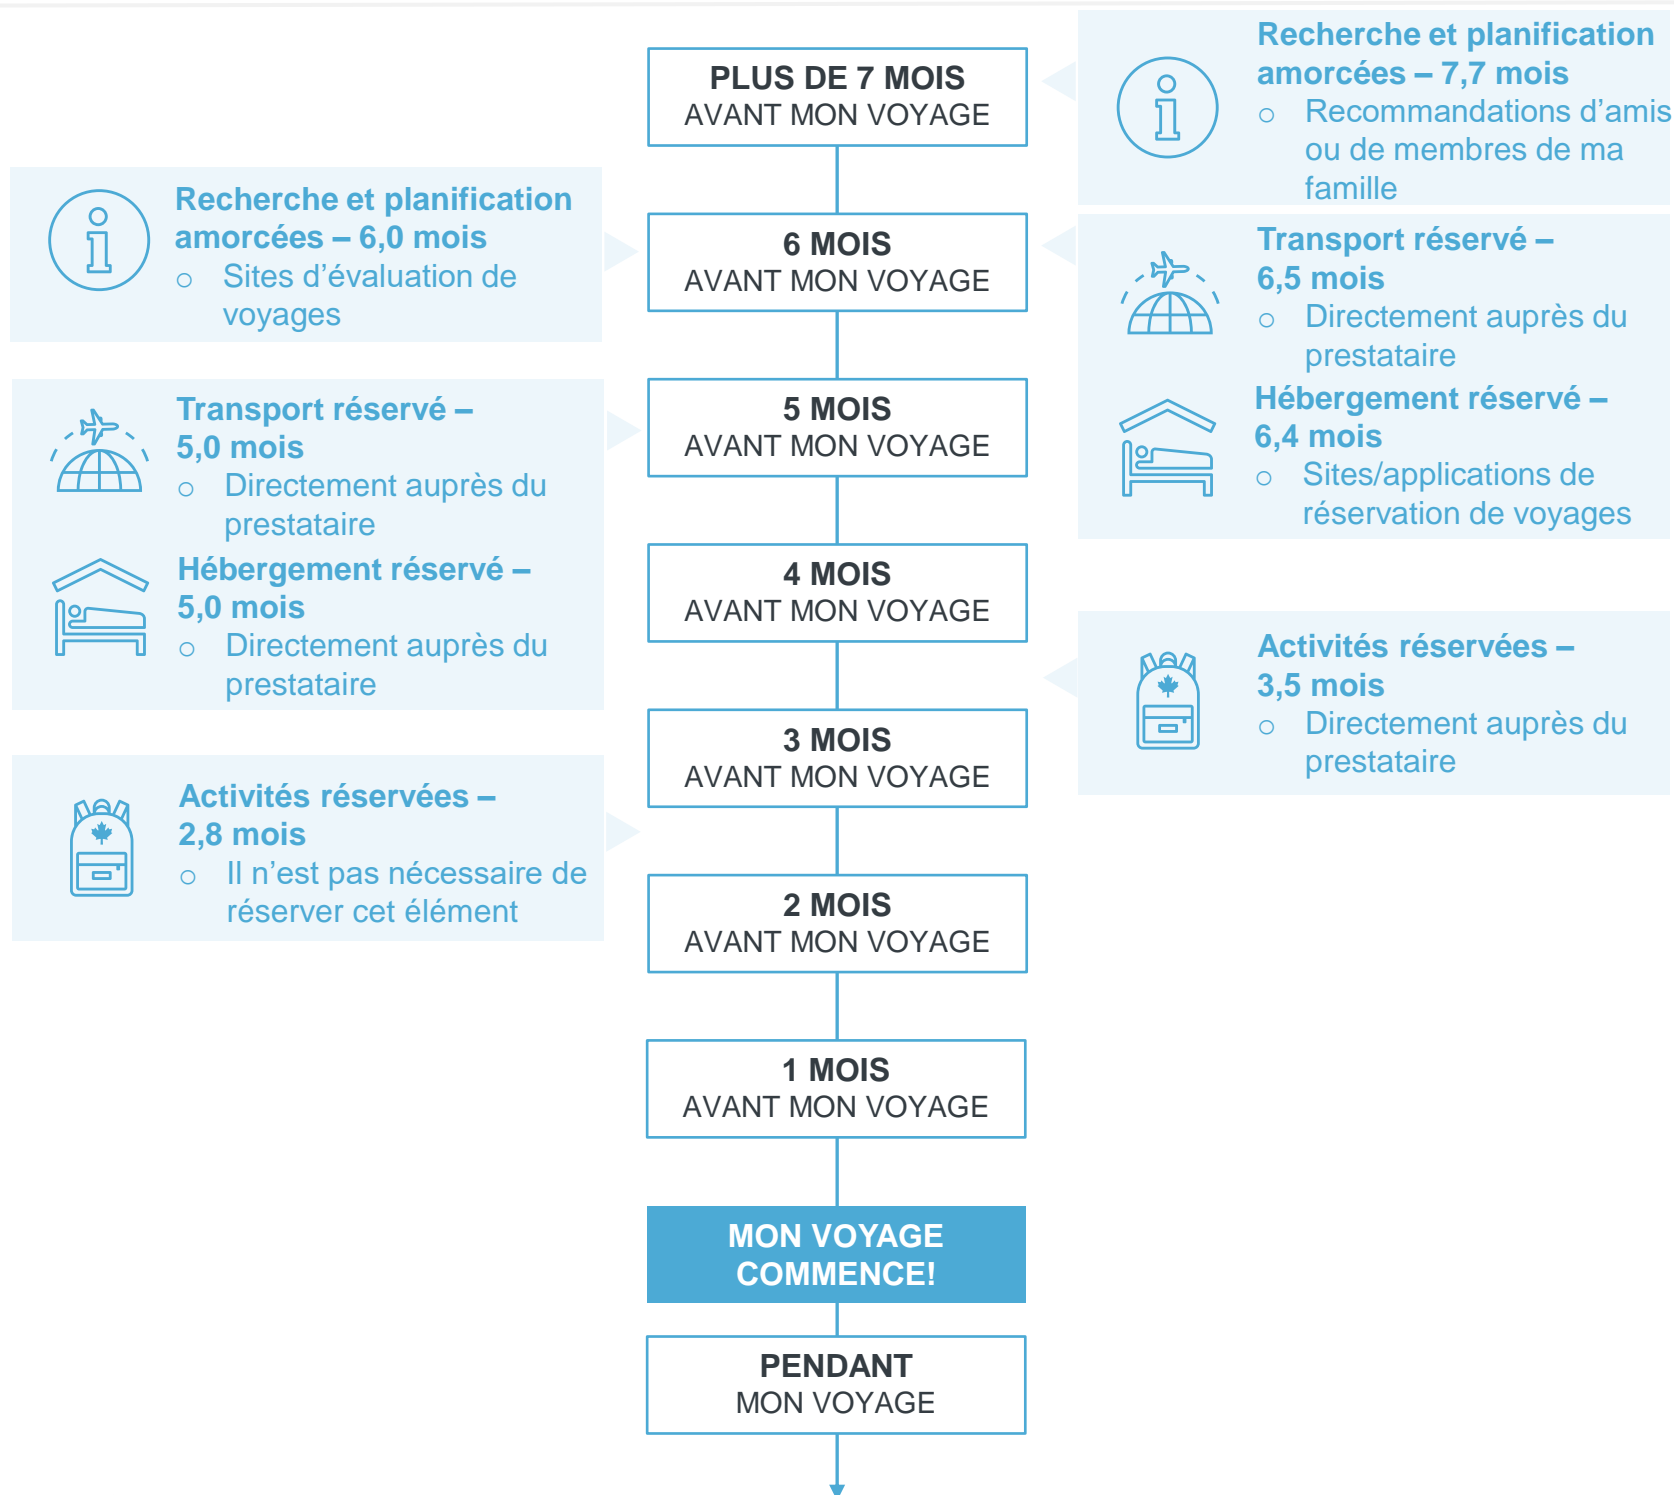 PLUS DE 7 MOIS
AVANT MON VOYAGE
Recherche et planification
amorcées – 7,7 mois
○ Recommandations d’amis
ou de membres de ma
famille
Recherche et planification
amorcées – 6,0 mois
○ Sites d’évaluation de
voyages
6 MOIS
AVANT MON VOYAGE
Transport réservé –
6,5 mois
○ Directement auprès du
prestataire
Hébergement réservé –
6,4 mois
○ Sites/applications de
réservation de voyages
Transport réservé –
5,0 mois
○ Directement auprès du
prestataire
Hébergement réservé –
5,0 mois
○ Directement auprès du
prestataire
5 MOIS
AVANT MON VOYAGE
4 MOIS
AVANT MON VOYAGE
Activités réservées –
3,5 mois
○ Directement auprès du
prestataire
3 MOIS
AVANT MON VOYAGE
Activités réservées –
2,8 mois
○ Il n’est pas nécessaire de
réserver cet élément
2 MOIS
AVANT MON VOYAGE
1 MOIS
AVANT MON VOYAGE
MON VOYAGE
COMMENCE!
PENDANT
MON VOYAGE